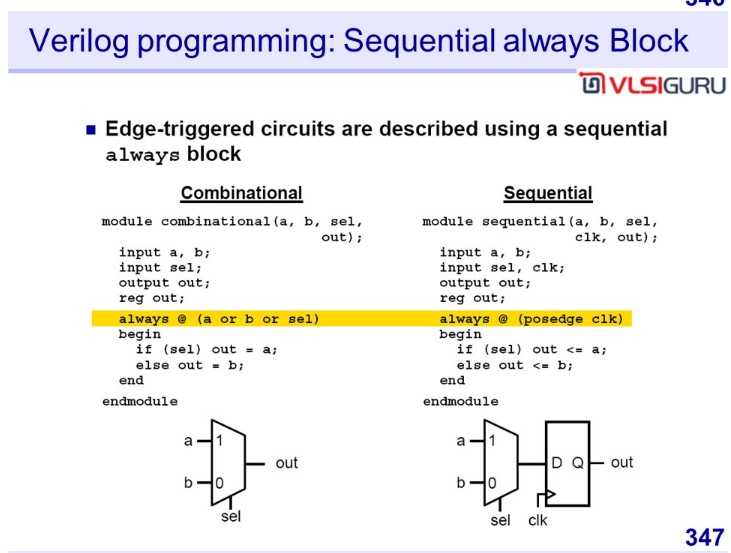 346
Verilog programming: Sequential always Block
VLSIGURU
Edge-triggered circuits are described using a sequential
always block
Combinational
module combinational(a, b, sel,
out);
input a, b;
input sel;
output out;
reg out;
always @ (a or b or sel)
begin
if (sel) out = a;
else out = b;
end
endmodule
a
1
out
b
0
sel
Sequential
module sequential(a, b, sel,
clk, out);
input a, b;
input sel, clk;
output out;
reg out;
always @ (posedge clk)
begin
if (sel) out <= a;
else out <= b;
end
endmodule
a
1
D Q
out
b
0
sel clk
347